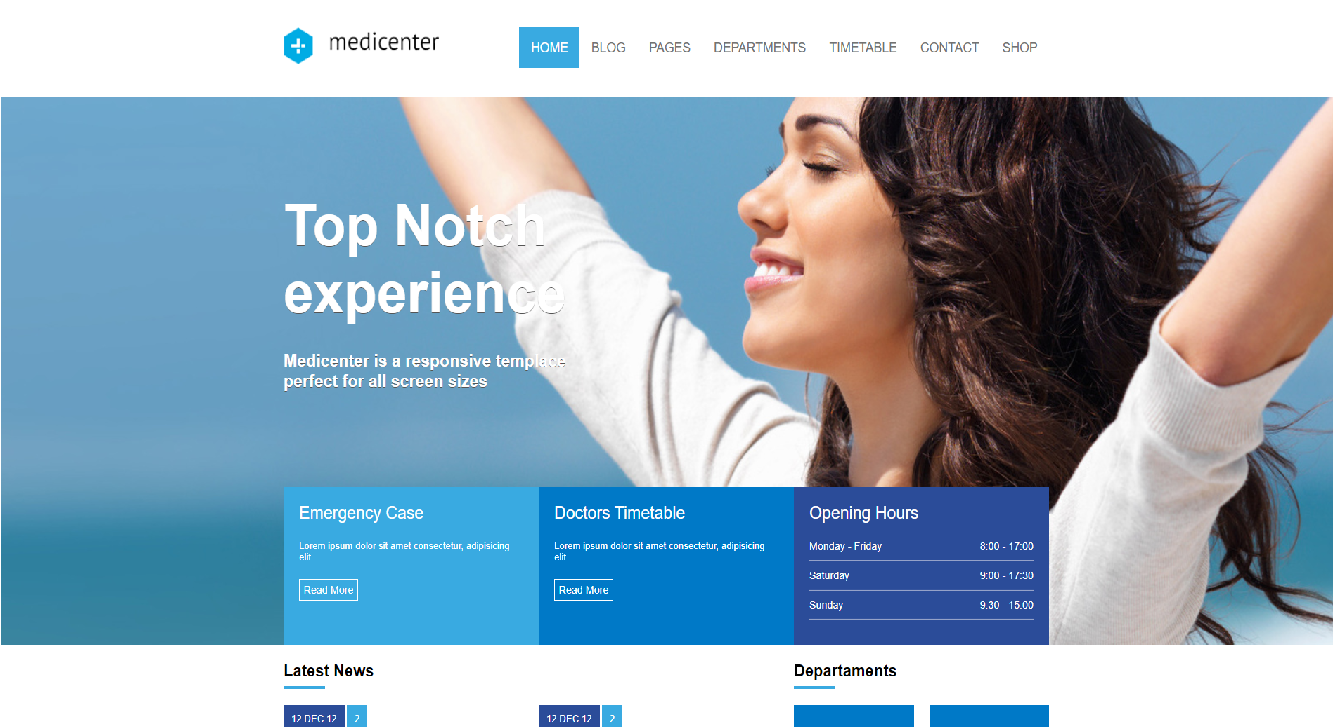 medicenter
HOME BLOG PAGES DEPARTMENTS TIMETABLE CONTACT SHOP
Top Notch
experience
Medicenter is a responsive template
perfect for all screen sizes
Emergency Case
Lorem ipsum dolor sit amet consectetur, adipisicing
elit
Read More
Doctors Timetable
Lorem ipsum dolor sit amet consectetur, adipisicing
elit
Read More
Opening Hours
Monday - Friday 8:00 - 17:00
Saturday 9:00 - 17:30
Sunday 9:30 - 15:00
Latest News
Departaments
12 DEC 12 2
12 DEC 12 2